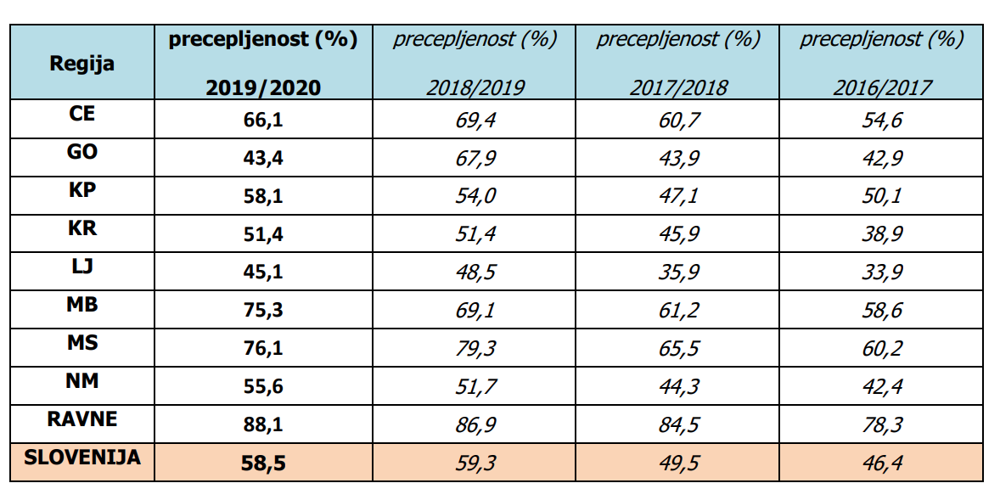 Regija precepljenost (%) 2019/2020 precepljenost (%) 2018/2019 precepljenost (%) 2017/2018 precepljenost (%) 2016/2017
CE 66,1 69,4 60,7 54,6
GO 43,4 67,9 43,9 42,9
KP 58,1 54,0 47,1 50,1
KR 51,4 51,4 45,9 38,9
LJ 45,1 48,5 35,9 33,9
MB 75,3 69,1 61,2 58,6
MS 76,1 79,3 65,5 60,2
NM 55,6 51,7 44,3 42,4
RAVNE 88,1 86,9 84,5 78,3
SLOVENIJA 58,5 59,3 49,5 46,4